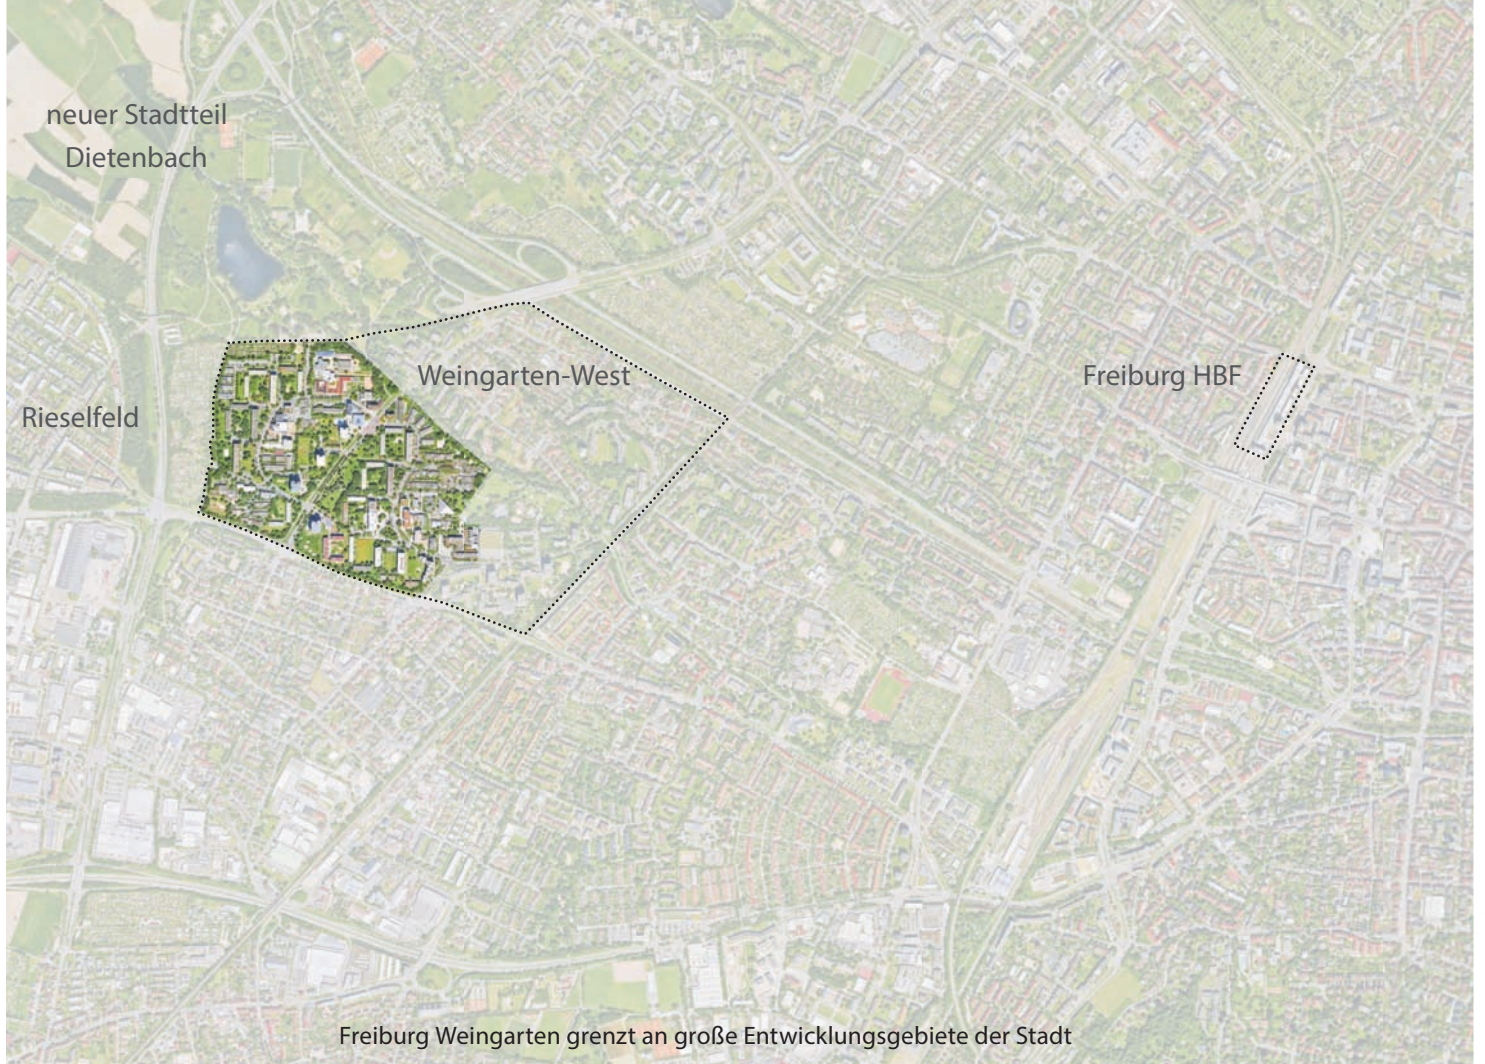 neuer Stadtteil
Dietenbach
Weingarten-West
Freiburg HBF
Rieselfeld
Freiburg Weingarten grenzt an große Entwicklungsgebiete der Stadt